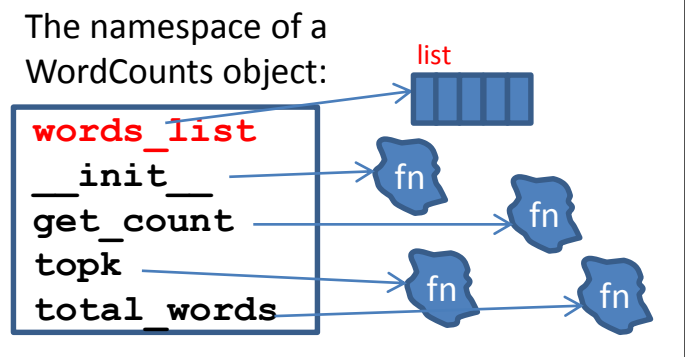 The namespace of a
WordCounts object:
list
words_list
__init__
fn
get_count
fn
topk
fn
total_words
fn